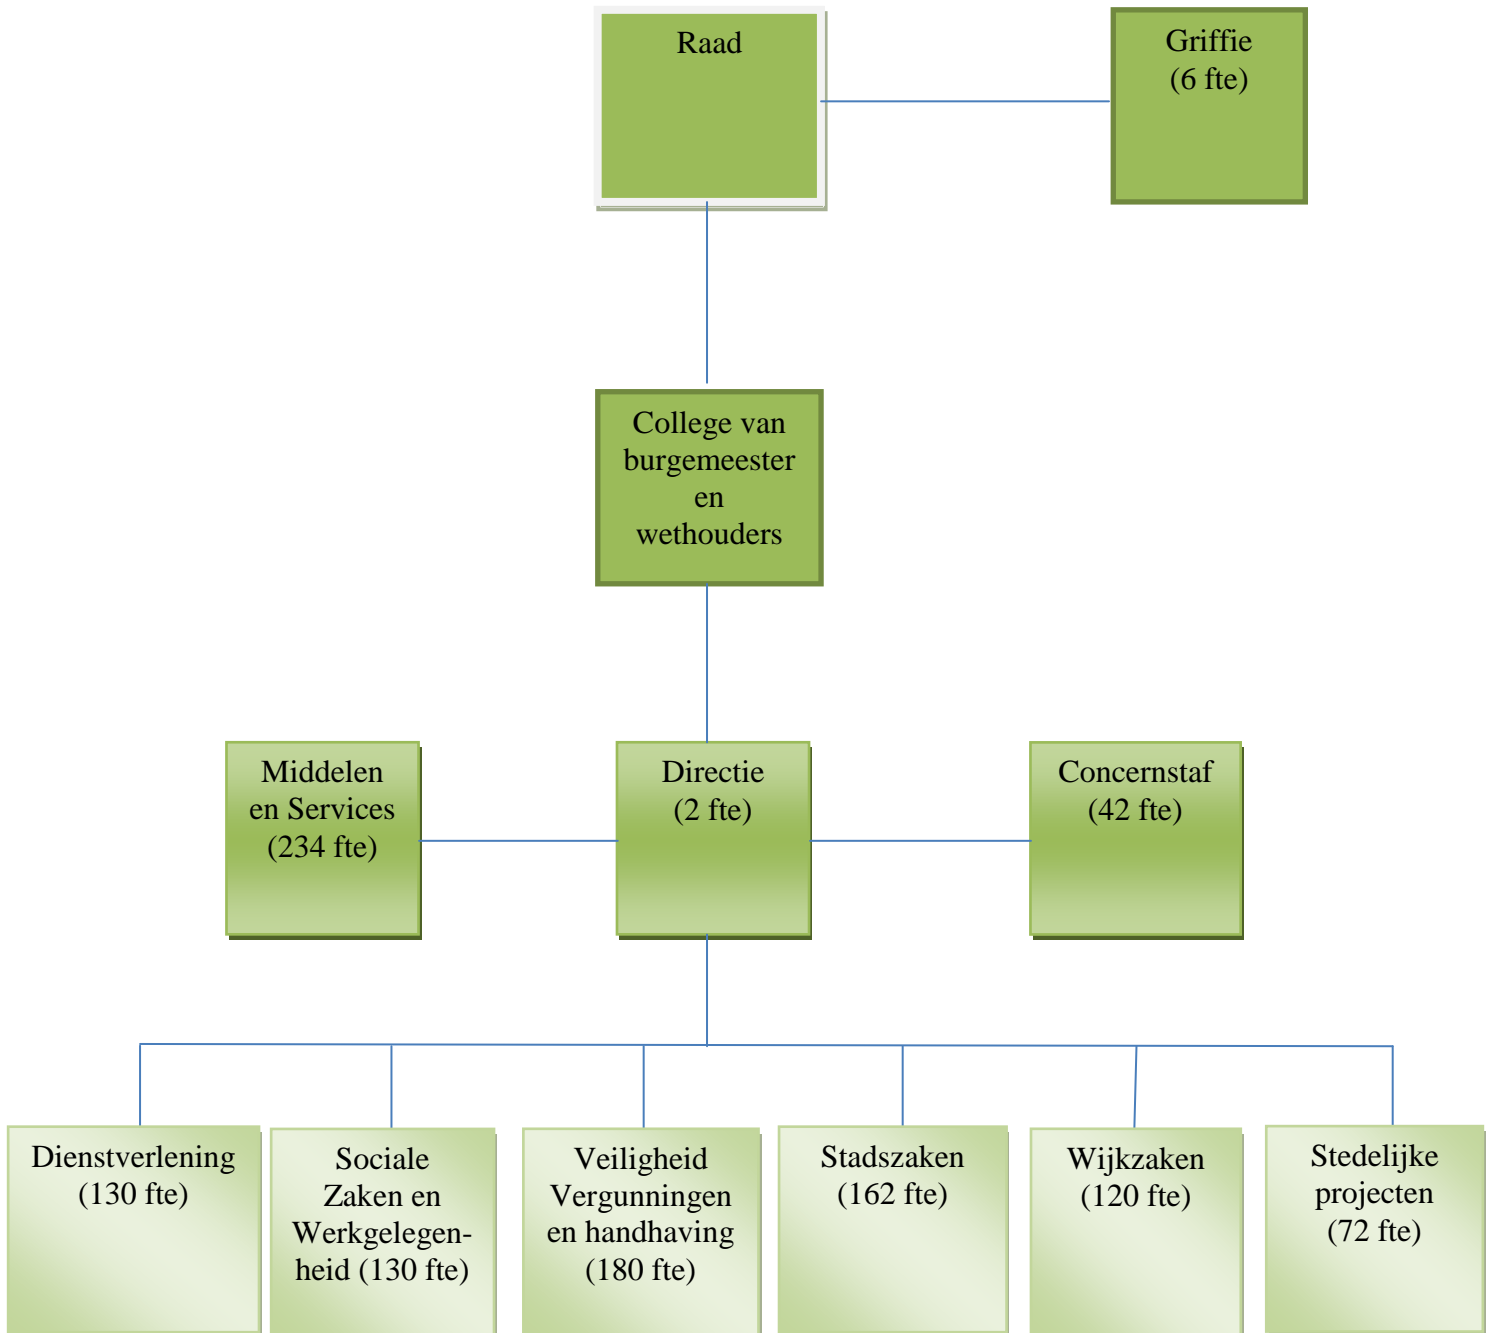 Raad
Griffie
(6 fte)
College van
burgemeester
en
wethouders
Middelen
en Services
(234 fte)
Directie
(2 fte)
Concernstaf
(42 fte)
Dienstverlening
(130 fte)
Sociale
Zaken en
Werkgelegen-
heid (130 fte)
Veiligheid
Vergunningen
en handhaving
(180 fte)
Stadszaken
(162 fte)
Wijkzaken
(120 fte)
Stedelijke
projecten
(72 fte)